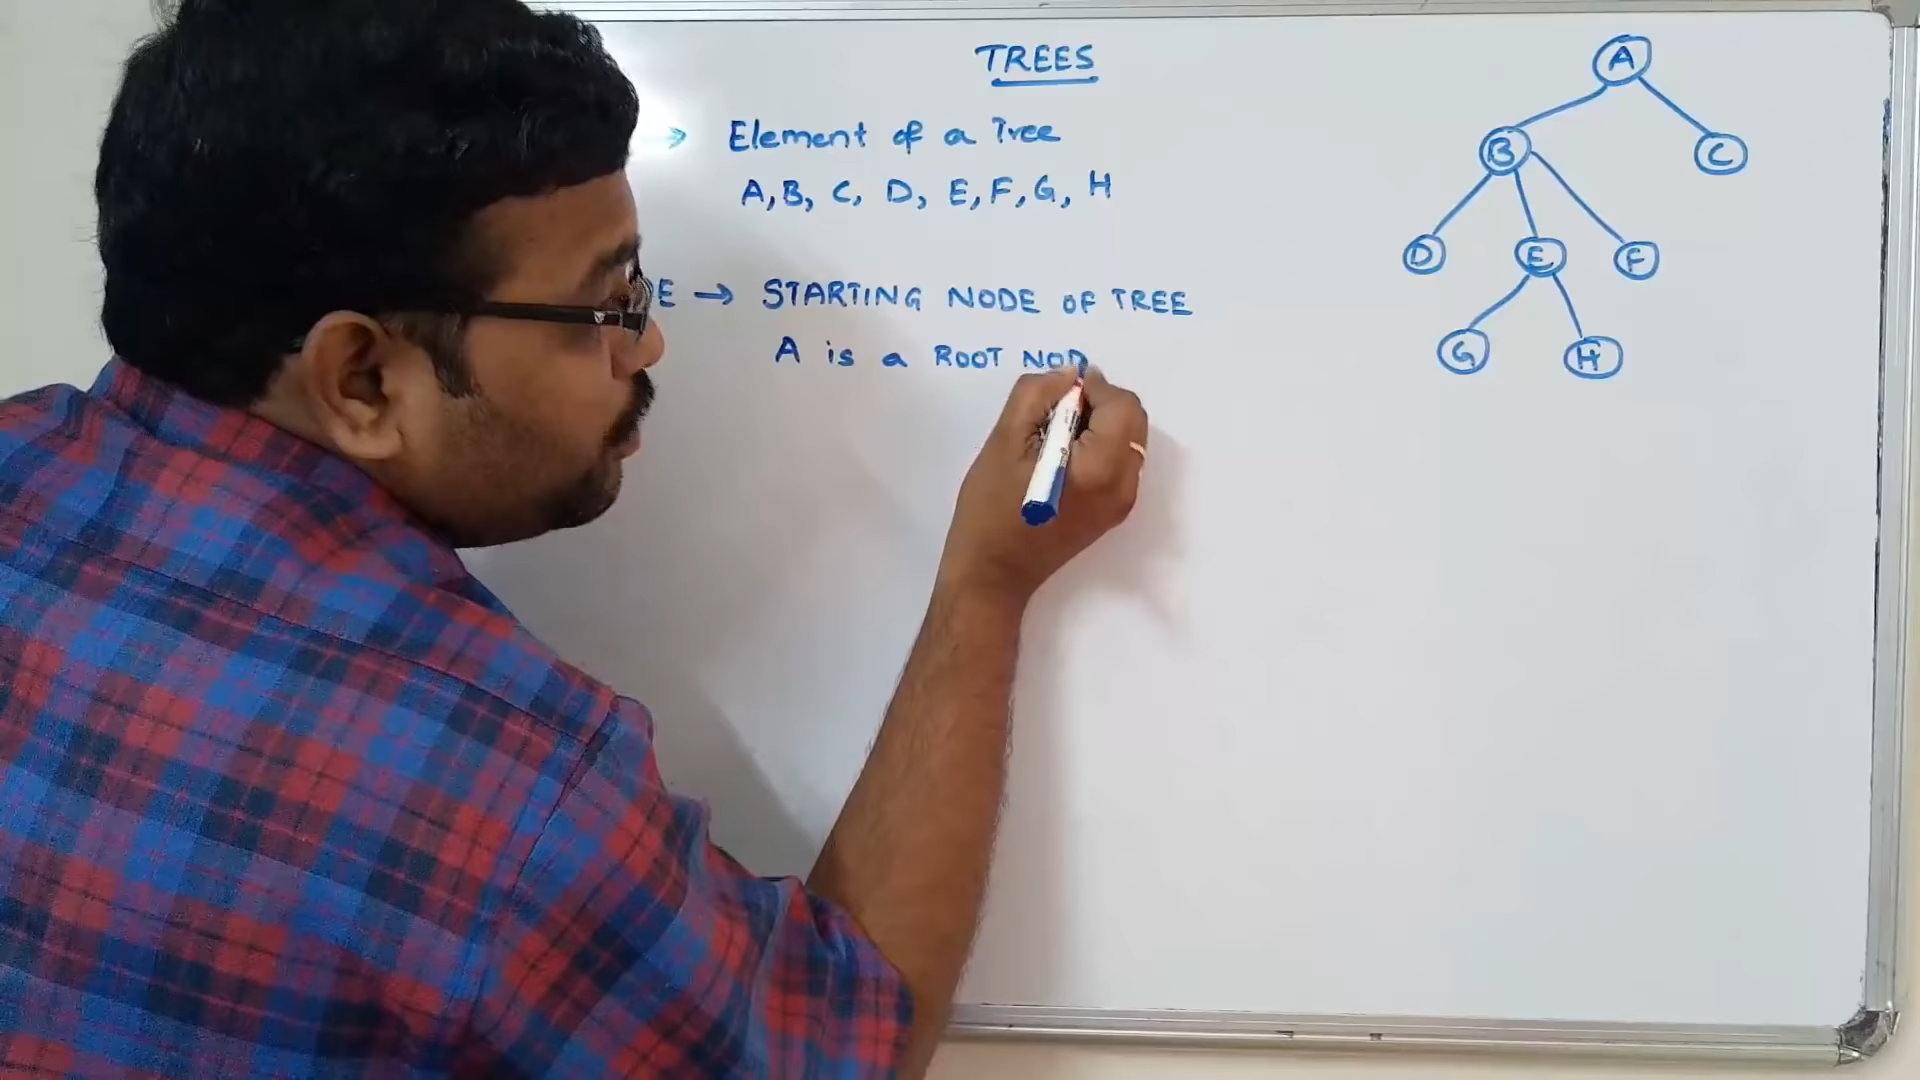 TREES
→ Element of a Tree
A, B, C, D, E, F, G, H
E → STARTING NODE OF TREE
A is a ROOT NOD
A
B C
D E F
G H